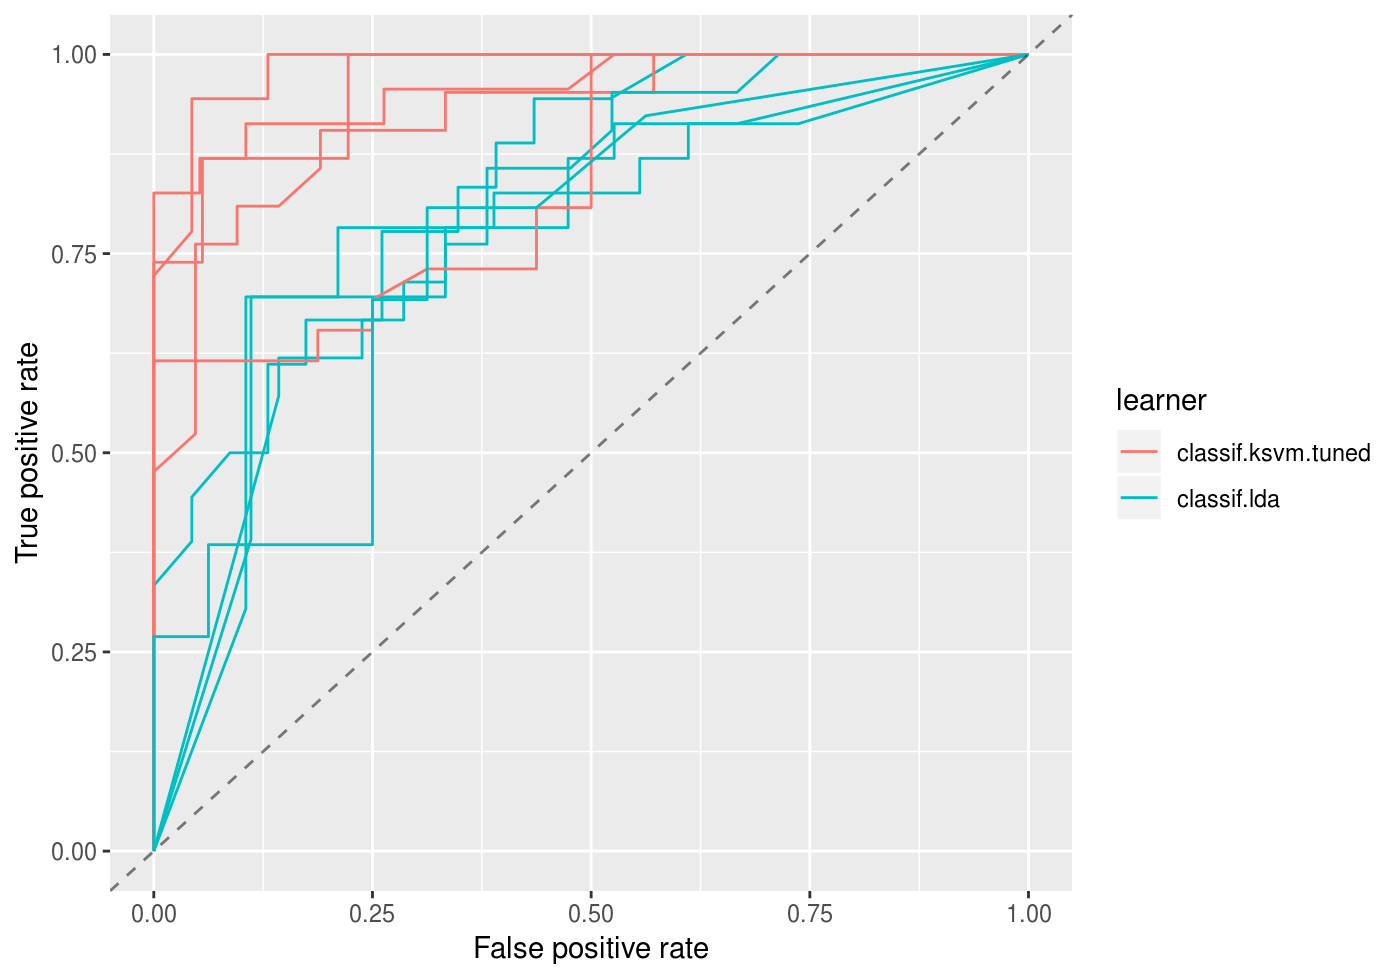 1.00
0.75
0.50
0.25
0.00
True positive rate
0.00 0.25 0.50 0.75 1.00
False positive rate
learner
classif.ksvm.tuned
classif.lda